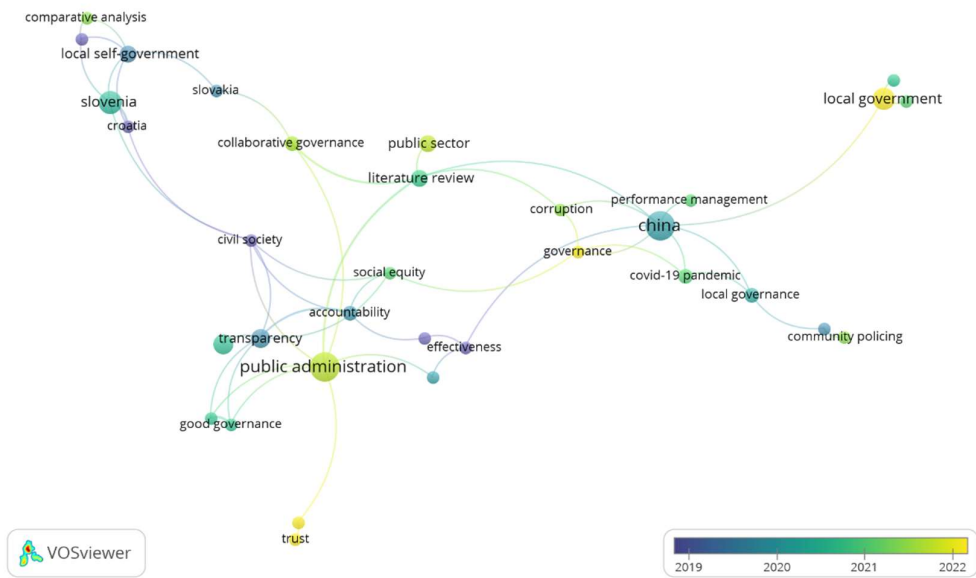 comparative analysis
local self-government
slovakia
slovenia
croatia
local government
collaborative governance
public sector
literature review
performance management
corruption
china
civil society
governance
social equity
covid-19 pandemic
local governance
accountability
transparency
effectiveness
community policing
public administration
good governance
trust
VOSviewer
2019 2020 2021 2022